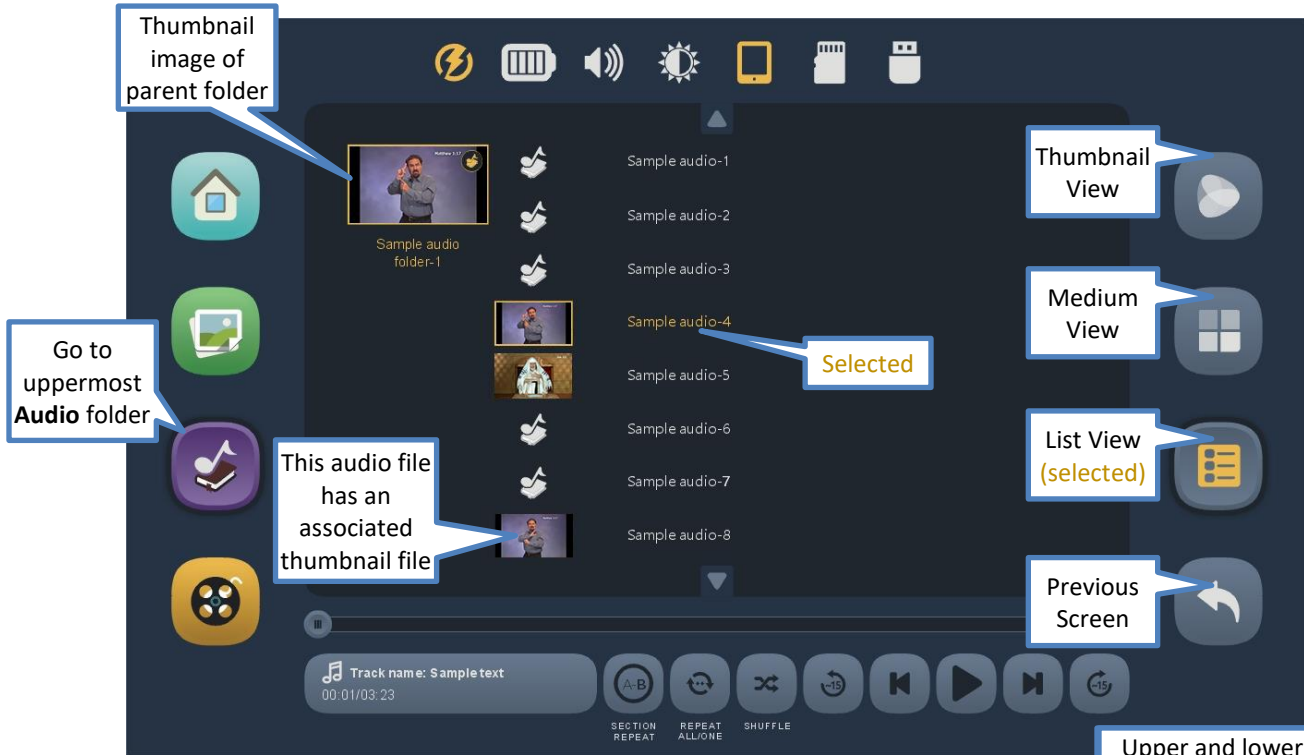 Thumbnail
image of
parent folder
Sample audio-1
Sample audio
folder-1
Sample audio-2
Sample audio-3
Sample audio-4
Selected
Sample audio-5
Sample audio-6
Sample audio-7
Sample audio-8
Thumbnail
View
Medium
View
Go to
uppermost
Audio folder
This audio file
has an
associated
thumbnail file
List View
(selected)
Previous
Screen
Track name: Sample text
00:01/03:23
A-B
-15
-15
SECTION
REPEAT
REPEAT
ALL/ONE
SHUFFLE
Upper and lower